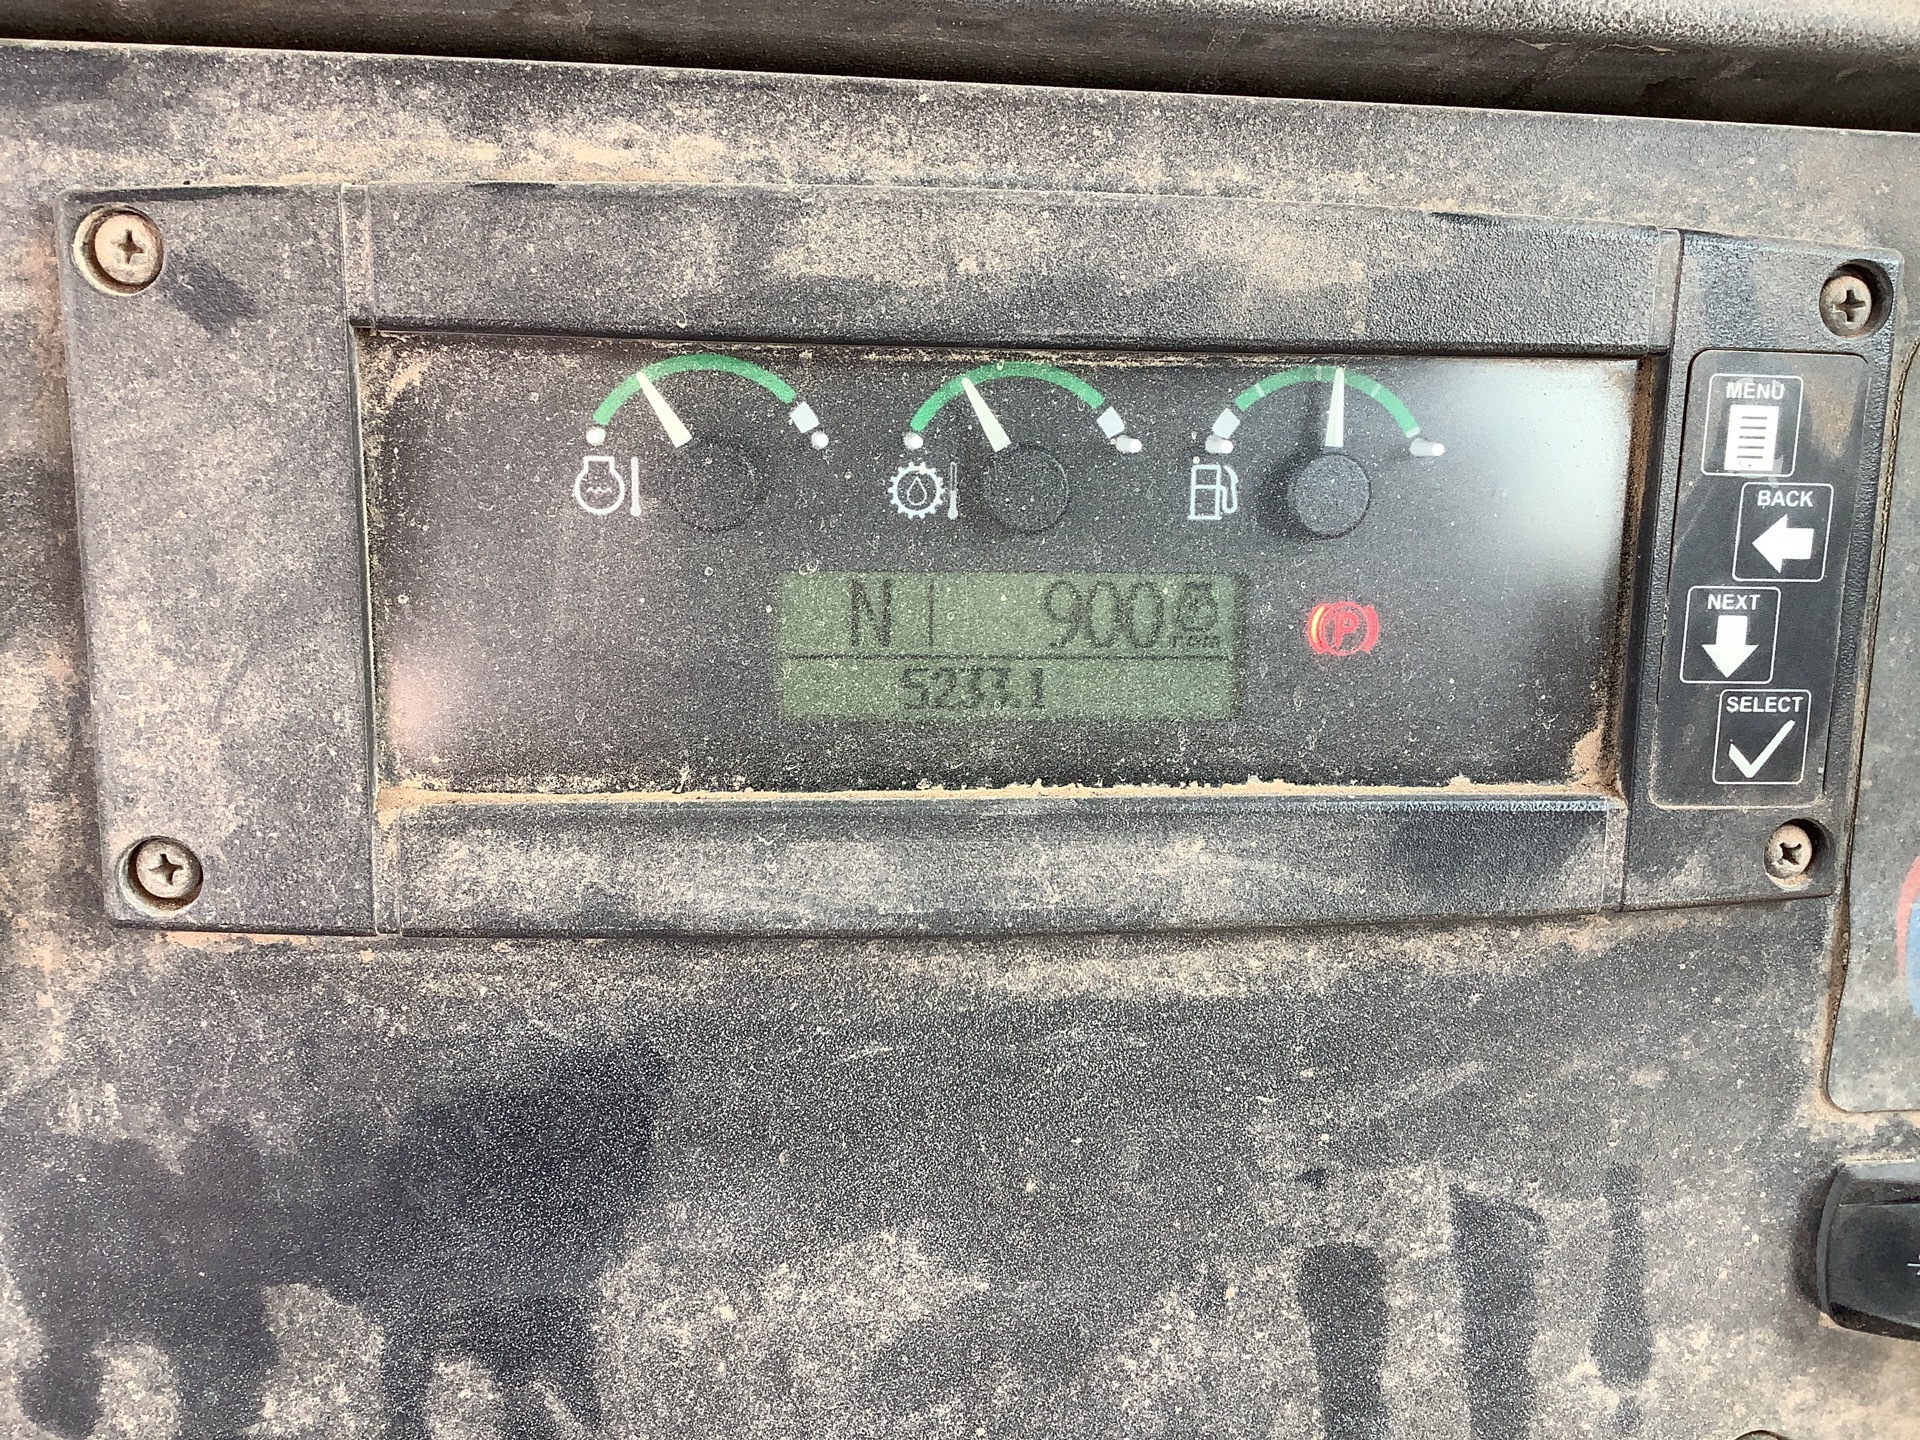 MENU
BACK
NEXT
SELECT
N 1 900 rpm
5233.1
P